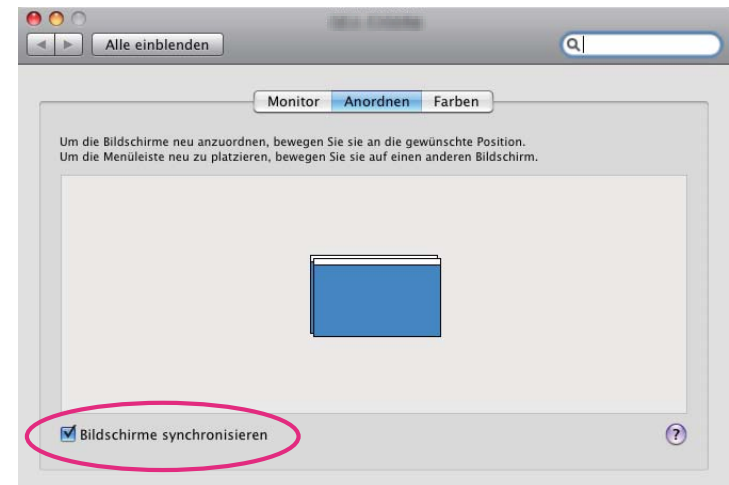 Alle einblenden
Monitor Anordnen Farben
Um die Bildschirme neu anzuordnen, bewegen Sie sie an die gewünschte Position.
Um die Menüleiste neu zu platzieren, bewegen Sie sie auf einen anderen Bildschirm.
Bildschirme synchronisieren
?